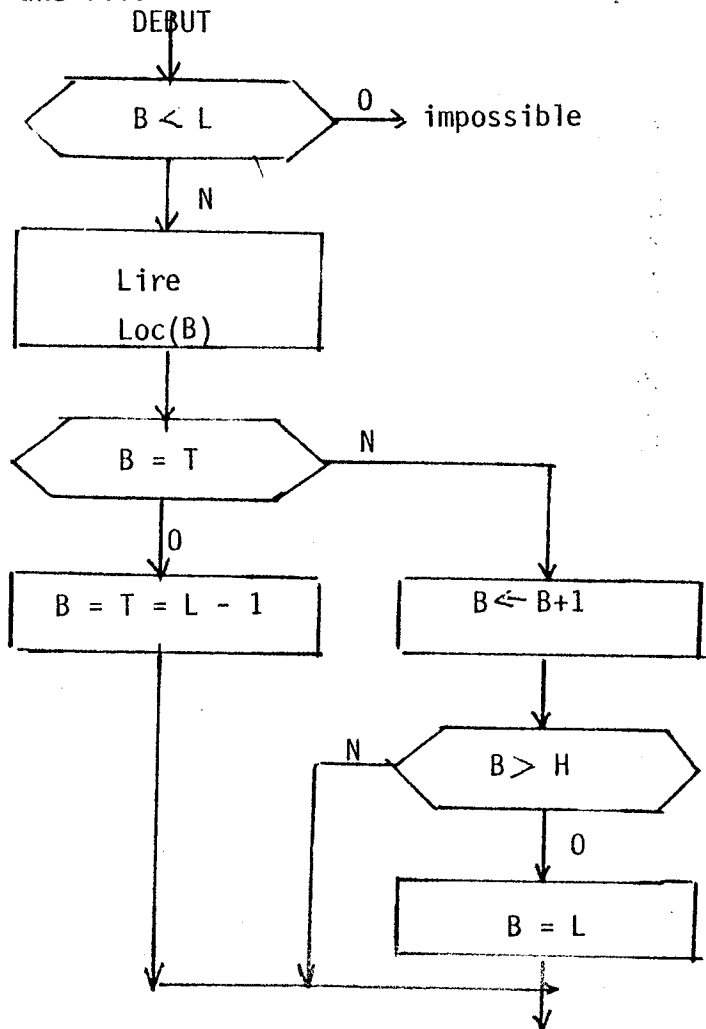 DEBUT
B < L
O
impossible
N
Lire
Loc(B)
B = T
N
O
B = T = L - 1
B ← B+1
N
B > H
O
B = L